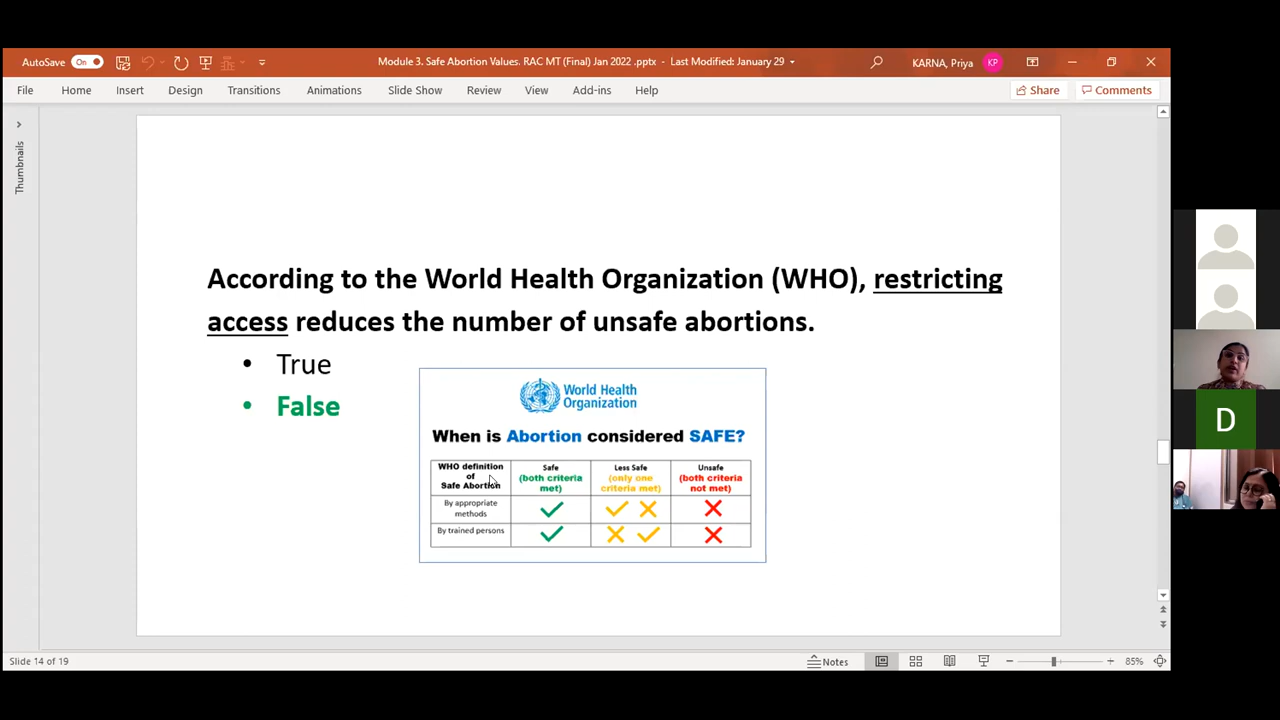 AutoSave On Module 3. Safe Abortion Values. RAC MT (Final) Jan 2022 .pptx - Last Modified: January 29 KARNA, Priya KP
File Home Insert Draw Design Transitions Animations Slide Show Review View Add-ins Help Share Comments
Thumbnails
According to the World Health Organization (WHO), restricting
access reduces the number of unsafe abortions.
• True
• False
World Health
Organization
When is Abortion considered SAFE?
WHO definition
of
Safe Abortion
Safe
(both criteria
met)
Less Safe
(only one
criteria met)
Unsafe
(both criteria
not met)
By appropriate
methods
By trained persons
D
Slide 14 of 19 Notes 85%